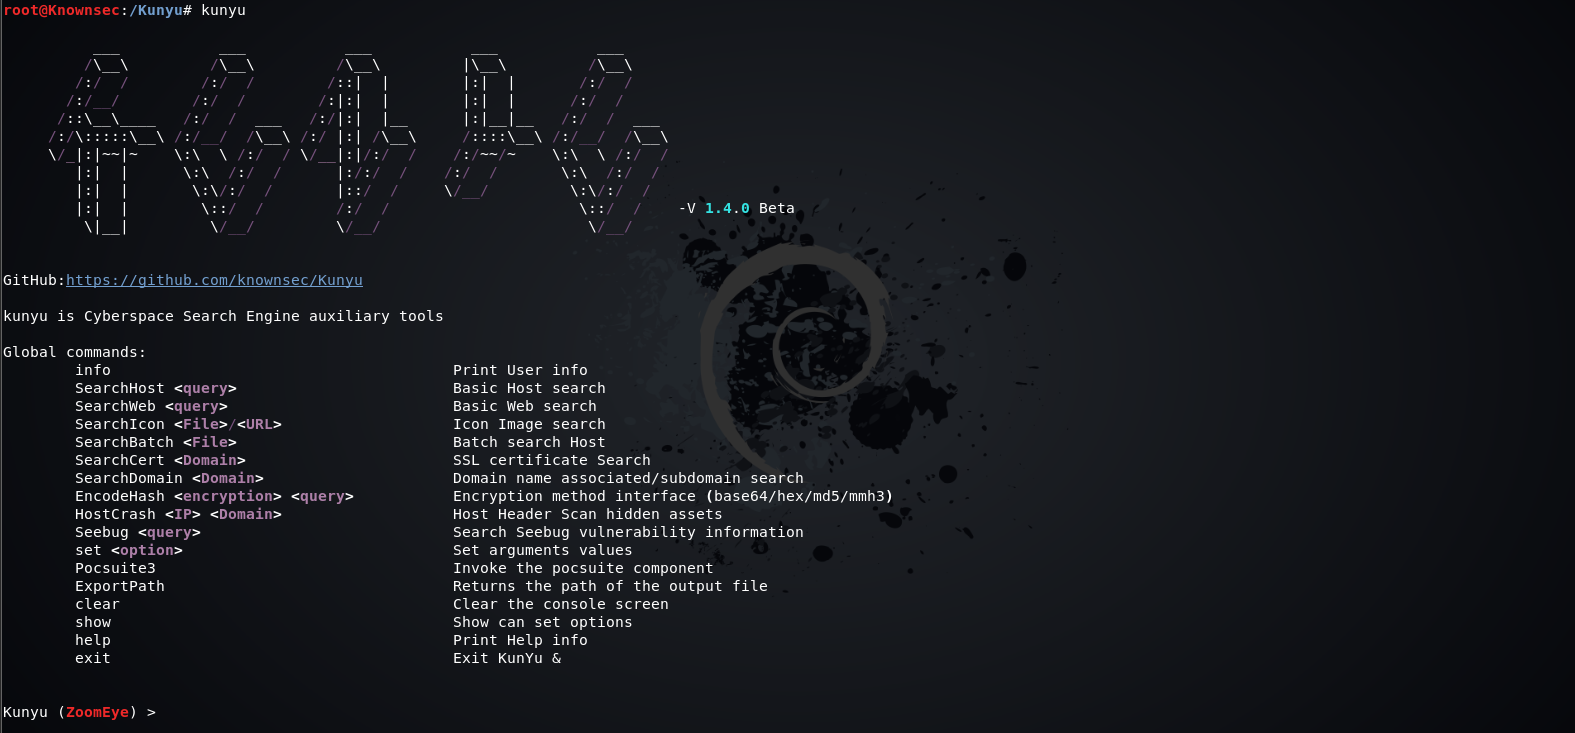 root@Knownsec:/Kunyu# kunyu
-V 1.4.0 Beta
GitHub:https://github.com/knownsec/Kunyu
kunyu is Cyberspace Search Engine auxiliary tools
Global commands:
info Print User info
SearchHost <query> Basic Host search
SearchWeb <query> Basic Web search
SearchIcon <File>/<URL> Icon Image search
SearchBatch <File> Batch search Host
SearchCert <Domain> SSL certificate Search
SearchDomain <Domain> Domain name associated/subdomain search
EncodeHash <encryption> <query> Encryption method interface (base64/hex/md5/mmh3)
HostCrash <IP> <Domain> Host Header Scan hidden assets
Seebug <query> Search Seebug vulnerability information
set <option> Set arguments values
Pocsuite3 Invoke the pocsuite component
ExportPath Returns the path of the output file
clear Clear the console screen
show Show can set options
help Print Help info
exit Exit KunYu &
Kunyu (ZoomEye) >